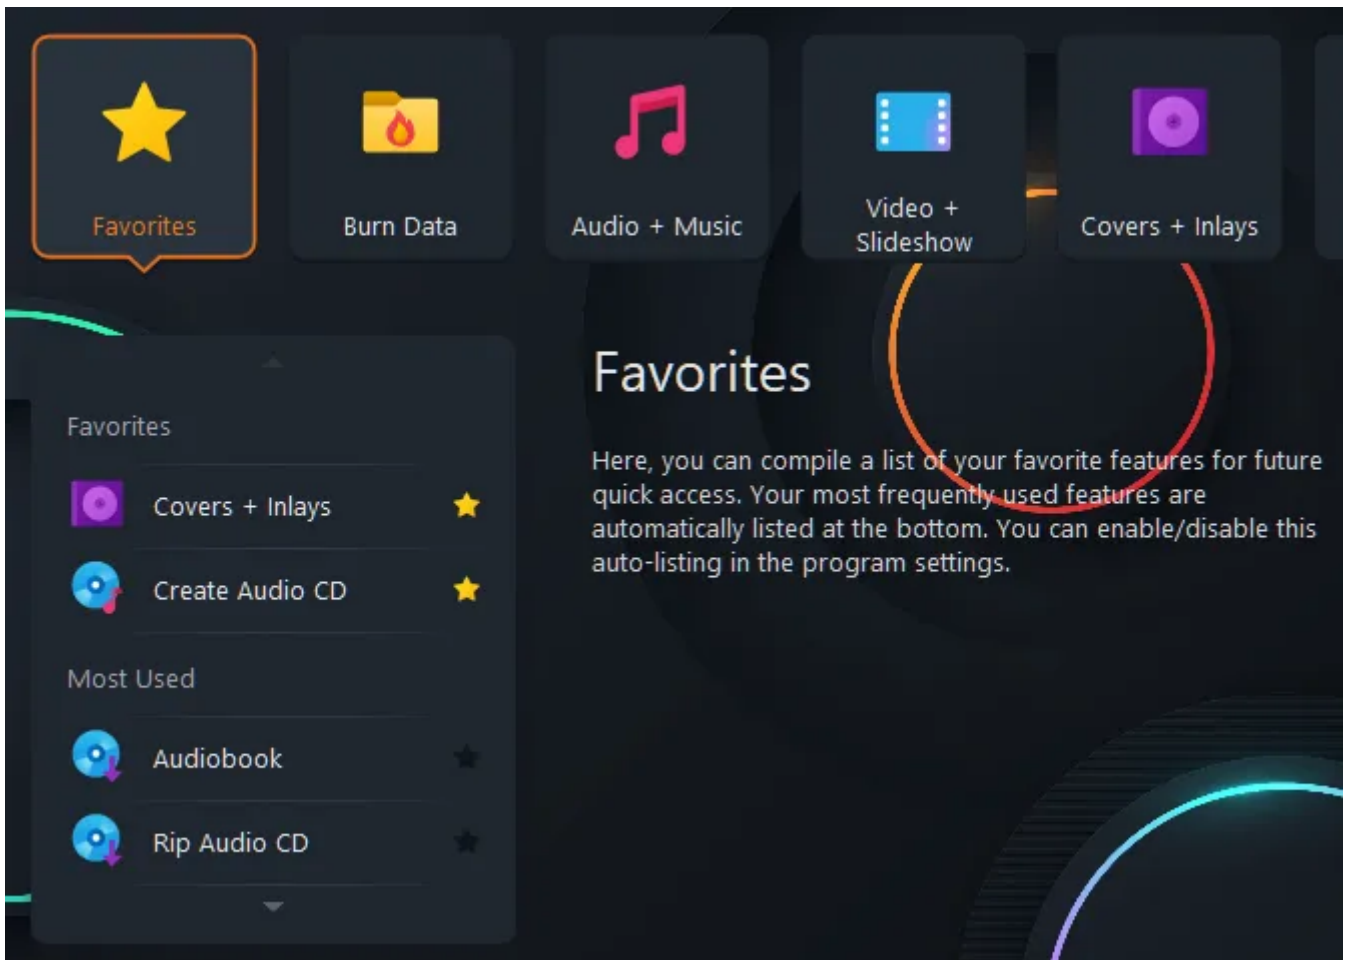 Favorites
Burn Data
Audio + Music
Video +
Slideshow
Covers + Inlays
Favorites
Covers + Inlays
Create Audio CD
Most Used
Audiobook
Rip Audio CD
Favorites
Here, you can compile a list of your favorite features for future
quick access. Your most frequently used features are
automatically listed at the bottom. You can enable/disable this
auto-listing in the program settings.